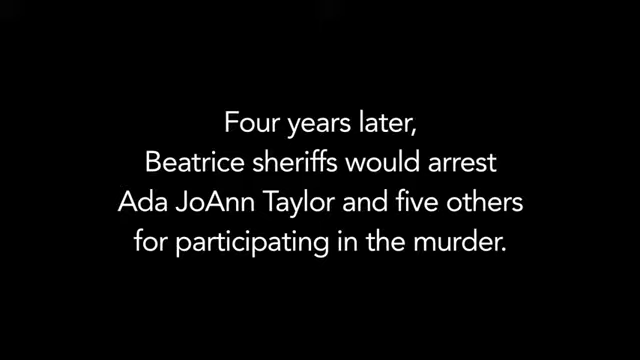 Four years later,
Beatrice sheriffs would arrest
Ada JoAnn Taylor and five others
for participating in the murder.